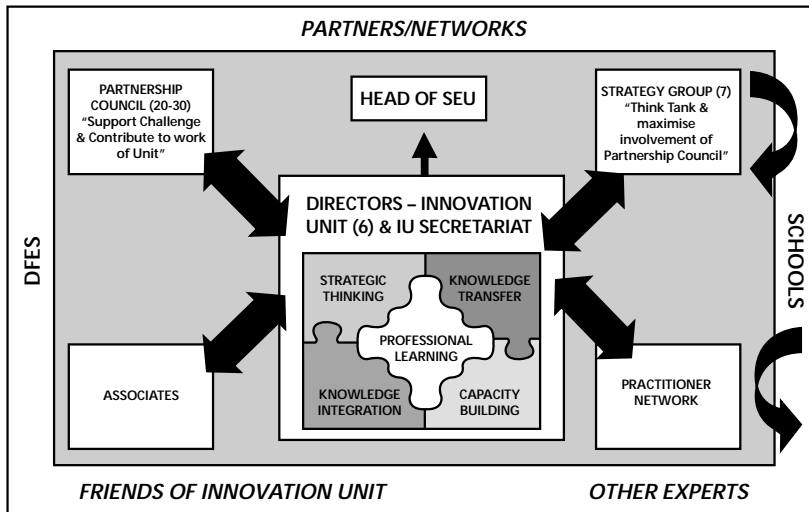 PARTNERS/NETWORKS
PARTNERSHIP
COUNCIL (20-30)
“Support Challenge
& Contribute to work
of Unit”
HEAD OF SEU
STRATEGY GROUP (7)
“Think Tank &
maximise
involvement of
Partnership Council”
DFES
DIRECTORS – INNOVATION
UNIT (6) & IU SECRETARIAT
SCHOOLS
STRATEGIC
THINKING
KNOWLEDGE
TRANSFER
PROFESSIONAL
LEARNING
KNOWLEDGE
INTEGRATION
CAPACITY
BUILDING
ASSOCIATES
PRACTITIONER
NETWORK
FRIENDS OF INNOVATION UNIT
OTHER EXPERTS